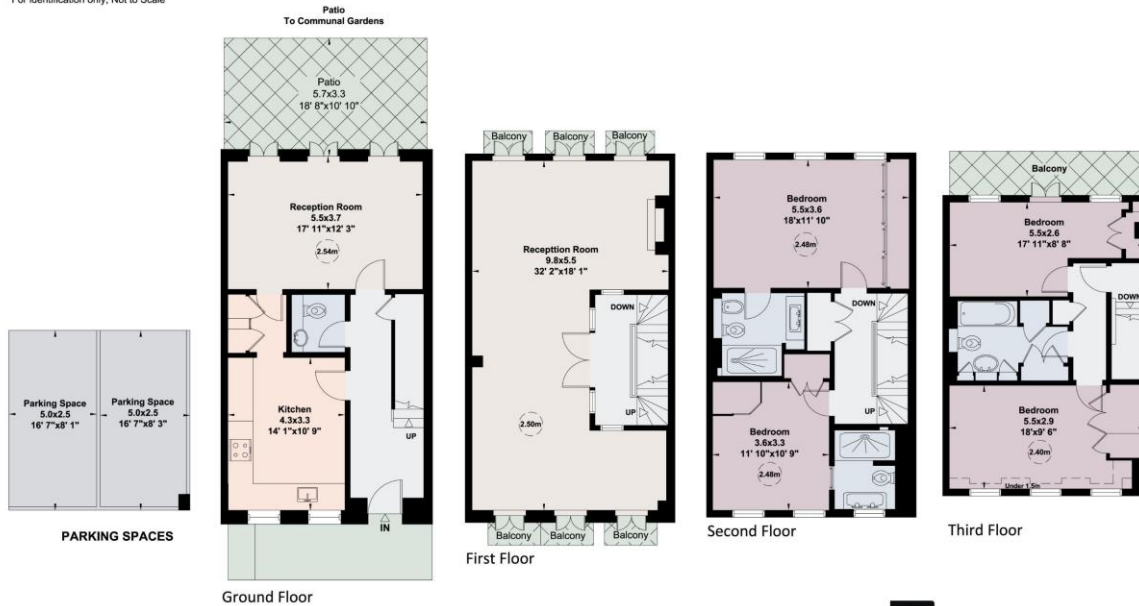 For identification only, Not to Scale
Patio
To Communal Gardens
Patio
5.7x3.3
18' 8"x10' 10"
Reception Room
5.5x3.7
17' 11"x12' 3"
2.54m
Kitchen
4.3x3.3
14' 1"x10' 9"
UP
IN
Ground Floor
Parking Space
5.0x2.5
16' 7"x8' 1"
Parking Space
5.0x2.5
16' 7"x8' 3"
PARKING SPACES
Balcony
Balcony
Balcony
Recepttion Room
9.8x5.5
32' 2"x18' 1"
DOWN
UP
2.50m
Balcony
Balcony
Balcony
First Floor
Bedroom
5.5x3.6
18'x11' 10"
2.48m
DOWN
UP
Bedroom
3.6x3.3
11' 10"x10' 9"
2.48m
Second Floor
Balcony
Bedroom
5.5x2.6
17' 11"x8' 8"
DOWN
Bedroom
5.5x2.9
18'x9' 6"
2.40m
Under 1.5m
Third Floor